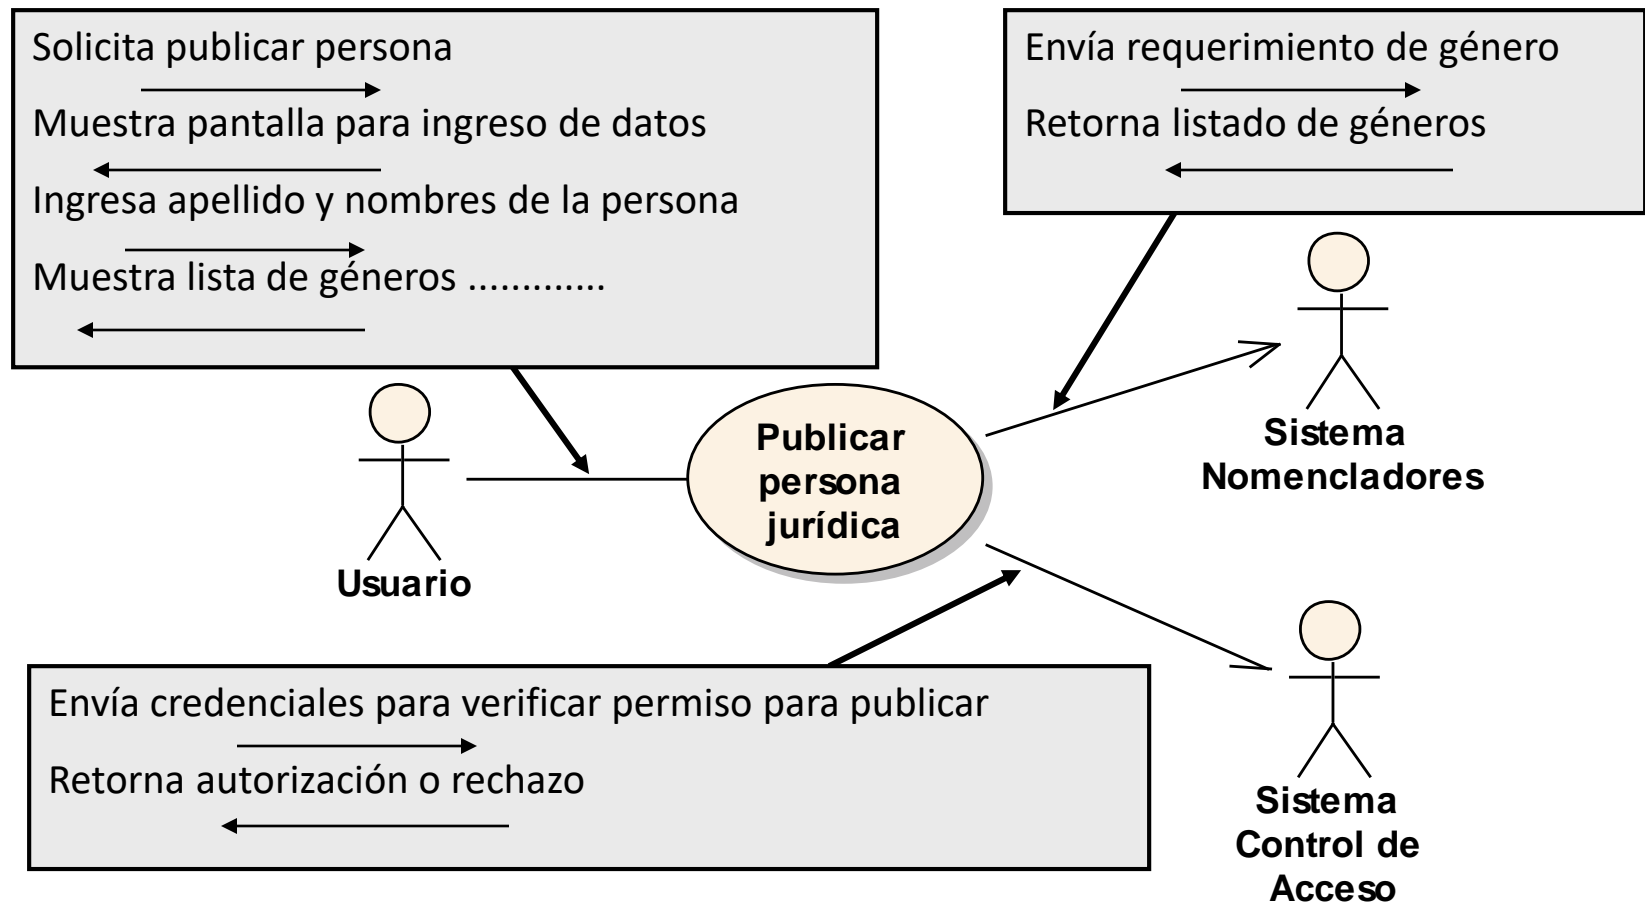 Solicita publicar persona
Muestra pantalla para ingreso de datos
Ingresa apellido y nombres de la persona
Muestra lista de géneros .............
Envía requerimiento de género
Retorna listado de géneros
Publicar
persona
jurídica
Usuario
Sistema
Nomencladores
Envía credenciales para verificar permiso para publicar
Retorna autorización o rechazo
Sistema
Control de
Acceso